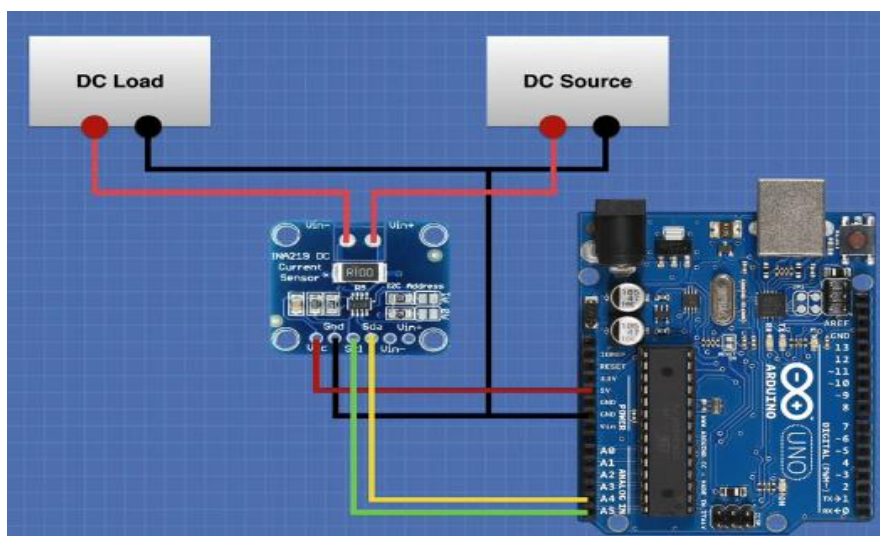 DC Load
DC Source
Vin- Vin+
INA219 DC
Current
Sensor
R100
I2C Address
Gnd Sda Vin+
Vcc Scl Vin-
RESET
3.3V
5V
GND
GND
Vin
POWER
A0
A1
A2
A3
A4
A5
ANALOG IN
AREF
GND
13
12
~11
~10
~9
8
7
~6
~5
4
~3
2
TX→1
RX←0
DIGITAL (PWM~)
ARDUINO
UNO